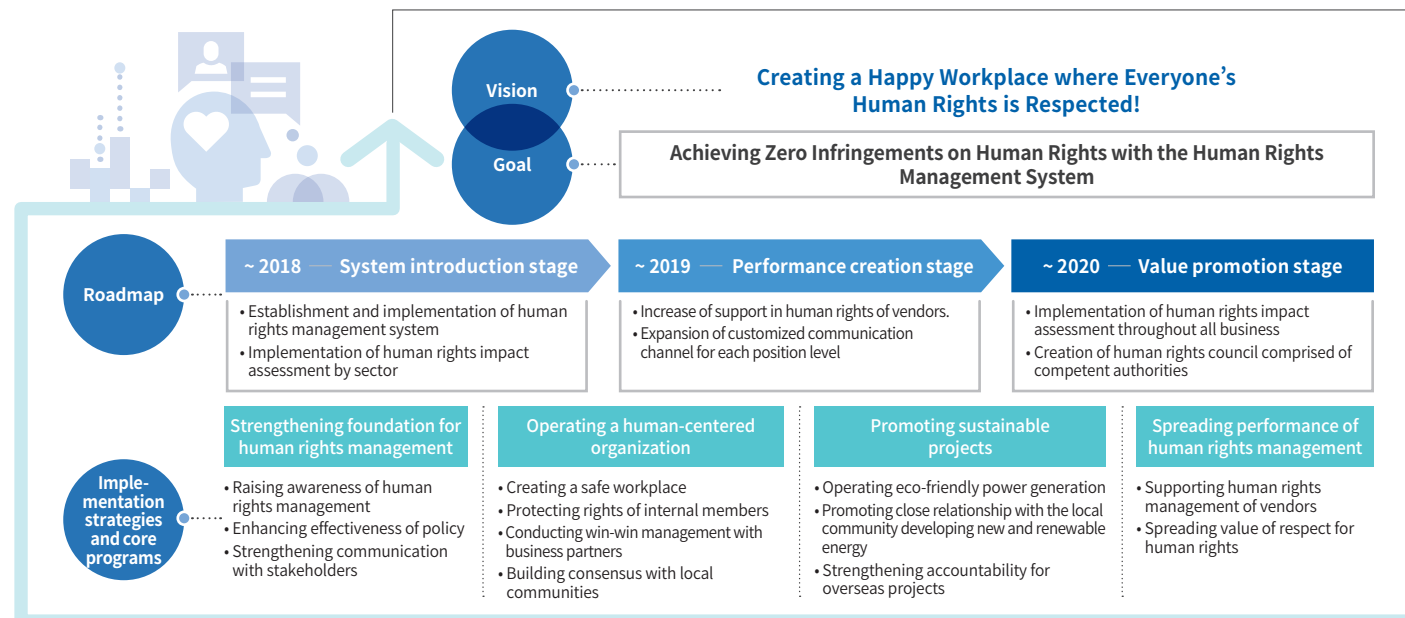 Vision
Creating a Happy Workplace where Everyone’s
Human Rights is Respected!
Goal
Achieving Zero Infringements on Human Rights with the Human Rights
Management System
Roadmap
~ 2018 — System introduction stage
• Establishment and implementation of human
rights management system
• Implementation of human rights impact
assessment by sector
~ 2019 — Performance creation stage
• Increase of support in human rights of vendors.
• Expansion of customized communication
channel for each position level
~ 2020 — Value promotion stage
• Implementation of human rights impact
assessment throughout all business
• Creation of human rights council comprised of
competent authorities
Imple-
mentation
strategies
and core
programs
Strengthening foundation for
human rights management
• Raising awareness of human
rights management
• Enhancing effectiveness of policy
• Strengthening communication
with stakeholders
Operating a human-centered
organization
• Creating a safe workplace
• Protecting rights of internal members
• Conducting win-win management with
business partners
• Building consensus with local
communities
Promoting sustainable
projects
• Operating eco-friendly power generation
• Promoting close relationship with the local
community developing new and renewable
energy
• Strengthening accountability for
overseas projects
Spreading performance of
human rights management
• Supporting human rights
management of vendors
• Spreading value of respect for
human rights